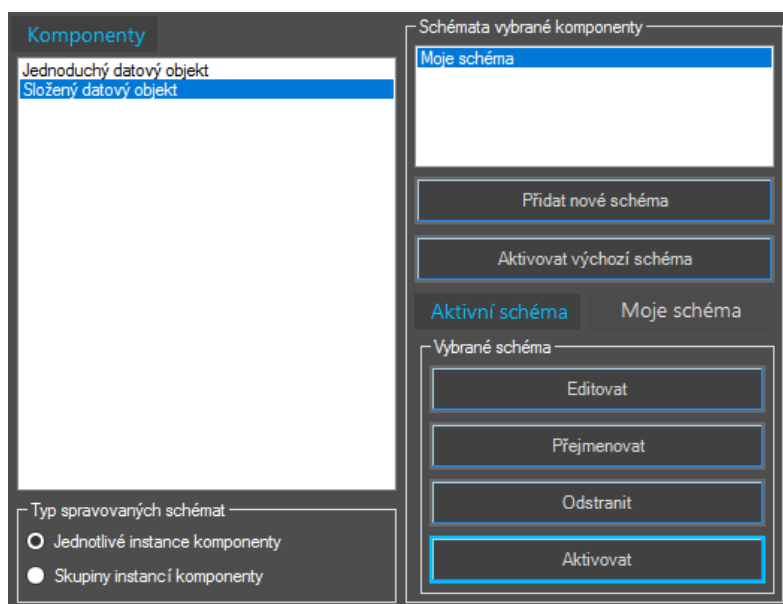 Komponenty
Jednoduchý datový objekt
Složený datový objekt
Typ spravovaných schémat
Jednotlivé instance komponenty
Skupiny instancí komponenty
Schémata vybrané komponenty
Moje schéma
Přidat nové schéma
Aktivovat výchozí schéma
Aktivní schéma Moje schéma
Vybrané schéma
Editovat
Přejmenovat
Odstranit
Aktivovat